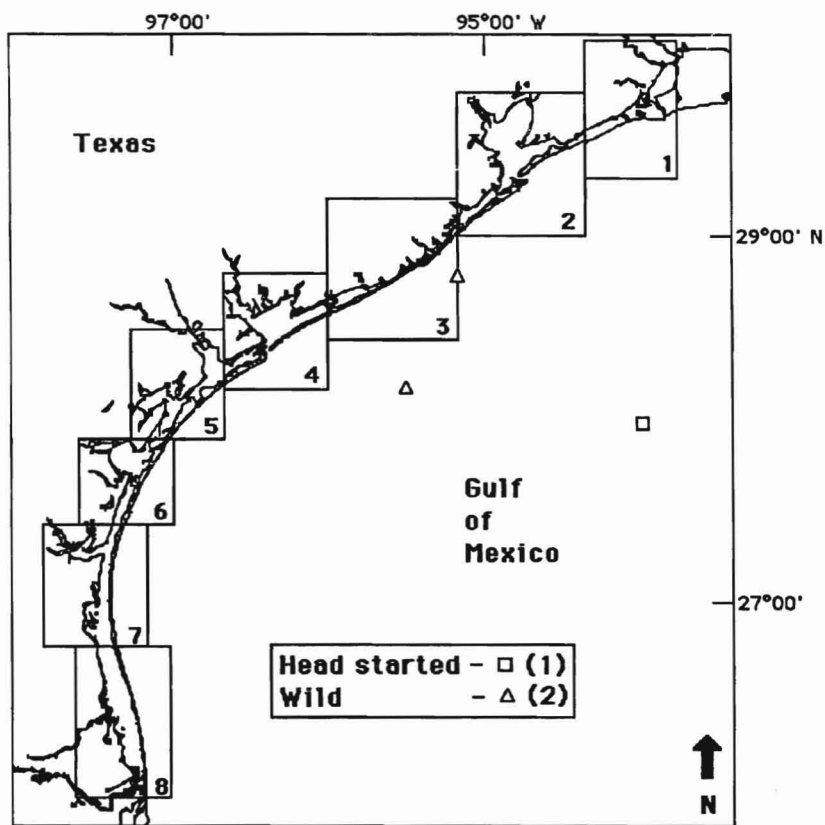 97°00'
95°00' W
Texas
1
2
29°00' N
3
4
5
Gulf
of
Mexico
6
27°00'
7
Head started - □ (1)
Wild - △ (2)
8
N